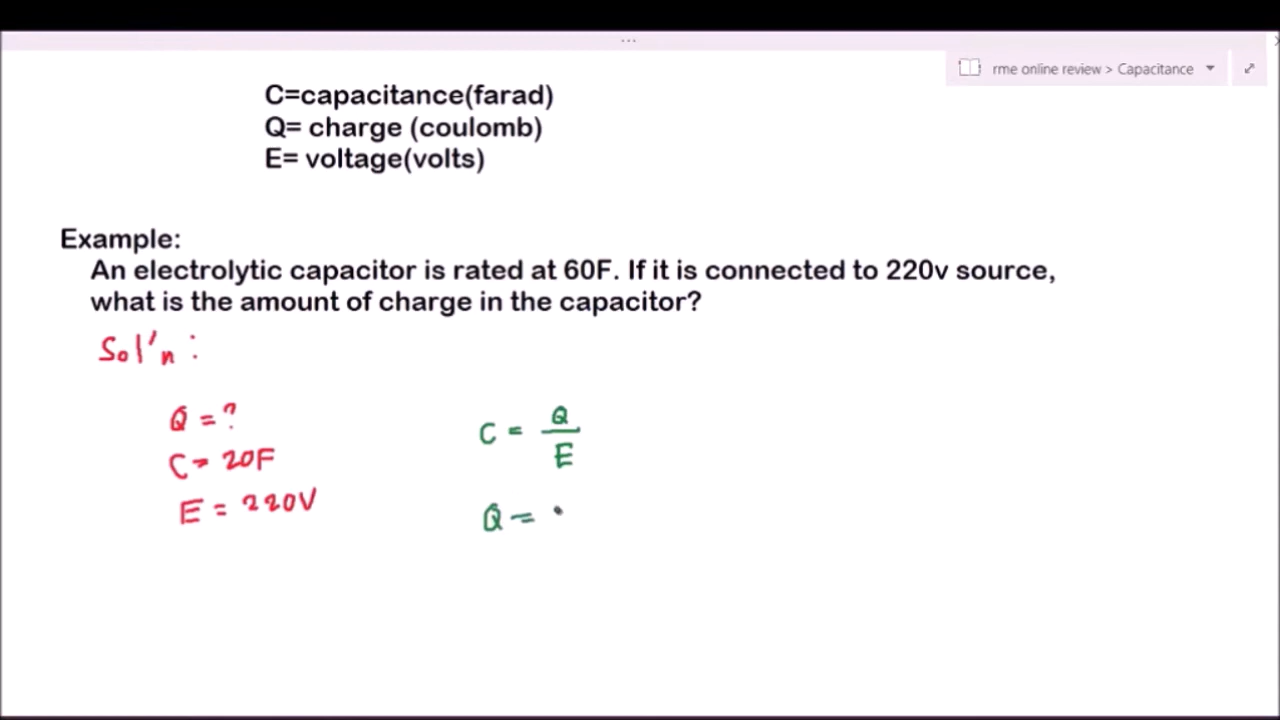 ...
rme online review > Capacitance
C=capacitance(farad)
Q= charge (coulomb)
E= voltage(volts)
Example:
An electrolytic capacitor is rated at 60F. If it is connected to 220v source,
what is the amount of charge in the capacitor?
Sol'n :
Q = ?
C = 20F
E = 220V
C = Q
E
Q =